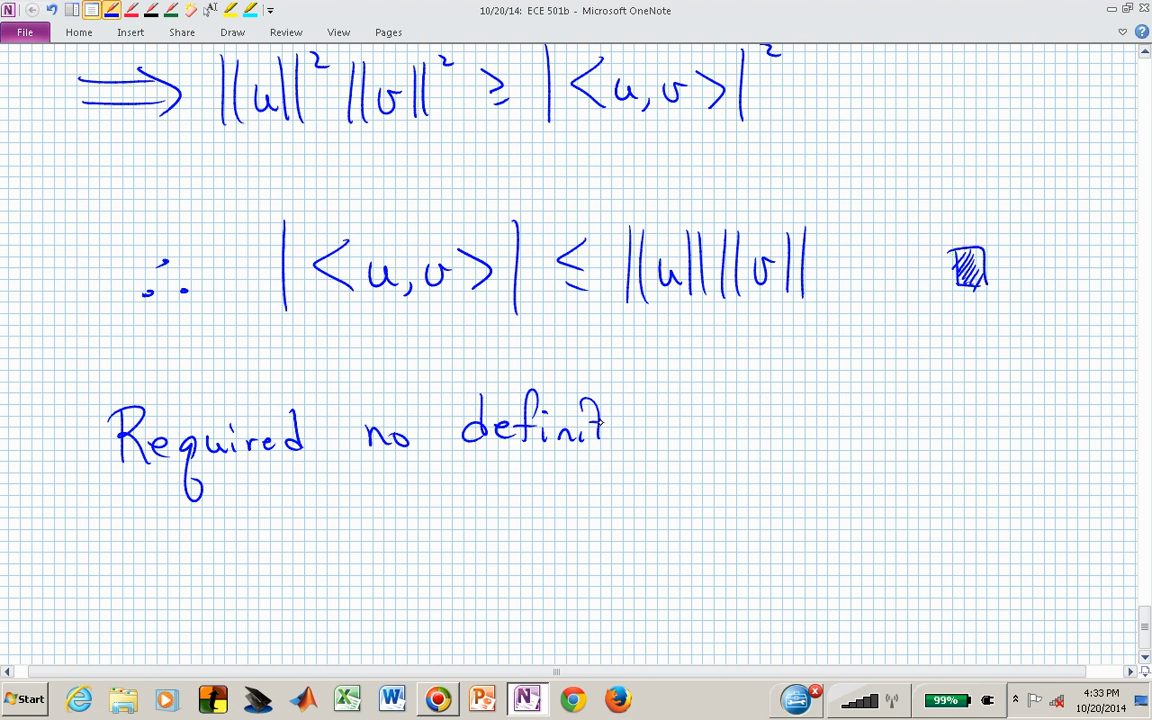 10/20/14: ECE 501b - Microsoft OneNote
File Home Insert Share Draw Review View Pages
⟹ ||u||² ||v||² ≥ |<u,v>|²
∴ |<u,v>| ≤ ||u|| ||v||
Required no definit
Start
99%
4:33 PM
10/20/2014